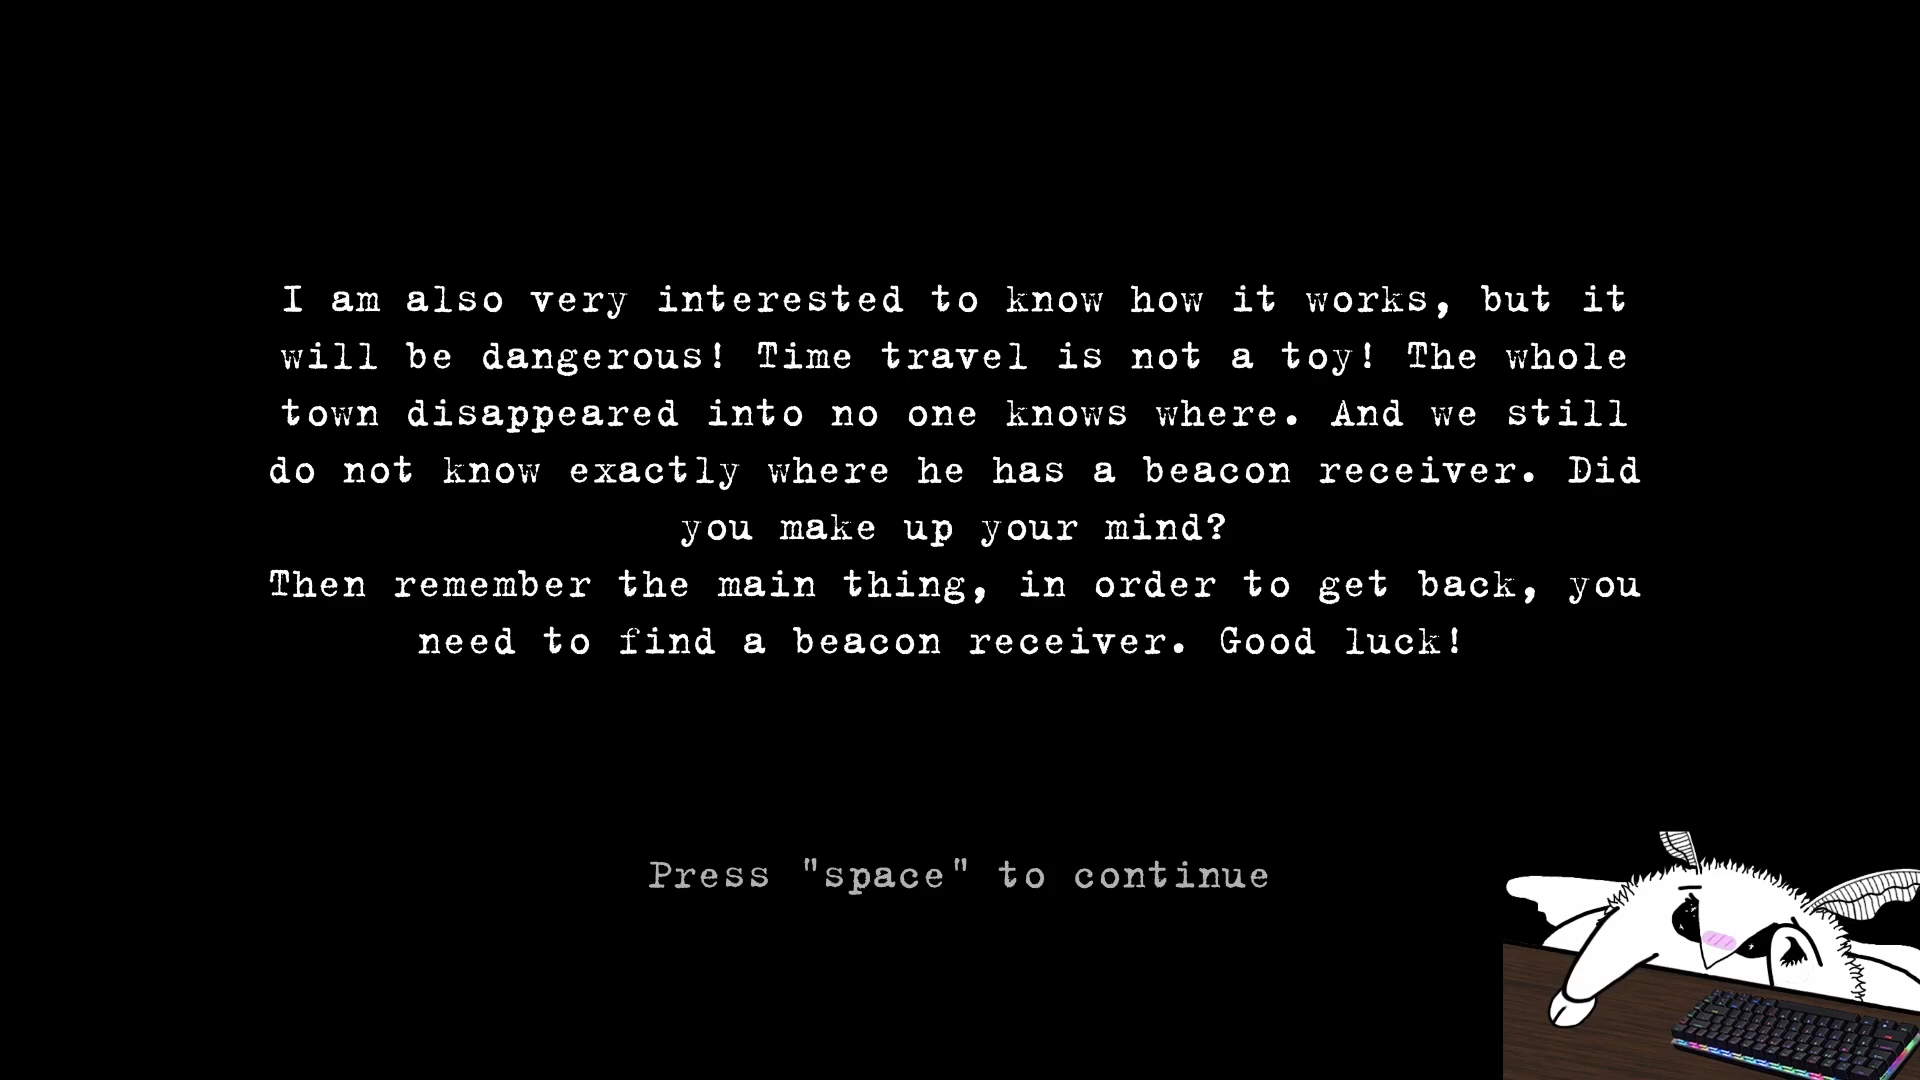 I am also very interested to know how it works, but it
will be dangerous! Time travel is not a toy! The whole
town disappeared into no one knows where. And we still
do not know exactly where he has a beacon receiver. Did
you make up your mind?
Then remember the main thing, in order to get back, you
need to find a beacon receiver. Good luck!
Press "space" to continue